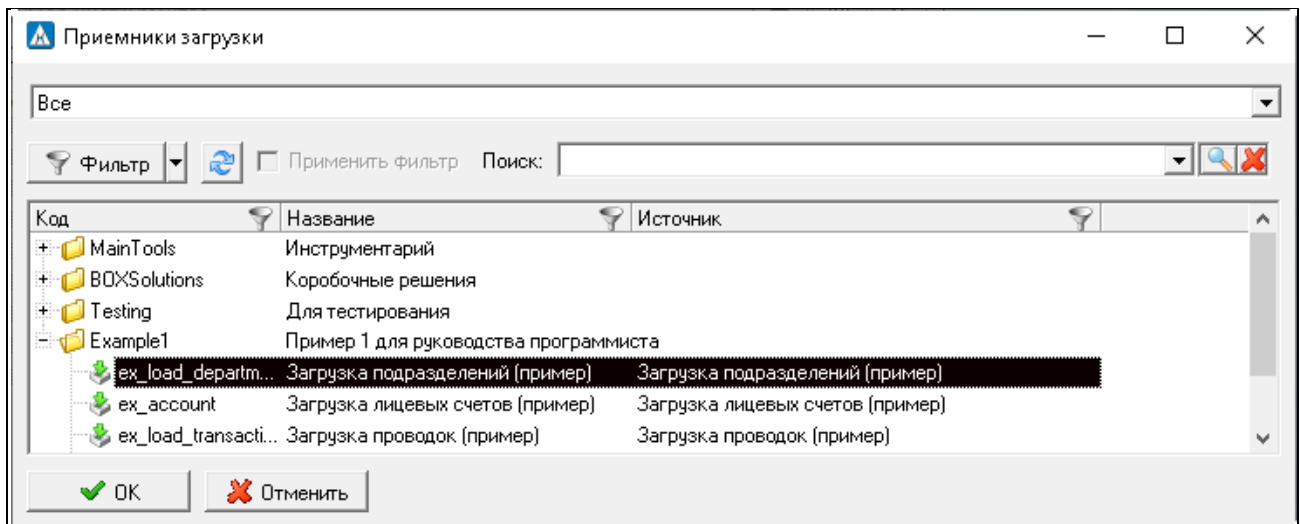 Приемники загрузки
Все
Фильтр Применить фильтр Поиск:
Код Название Источник
MainTools Инструментарий
BOXSolutions Коробочные решения
Testing Для тестирования
Example1 Пример 1 для руководства программиста
ex_load_departm... Загрузка подразделений (пример) Загрузка подразделений (пример)
ex_account Загрузка лицевых счетов (пример) Загрузка лицевых счетов (пример)
ex_load_transacti... Загрузка проводок (пример) Загрузка проводок (пример)
OK Отменить